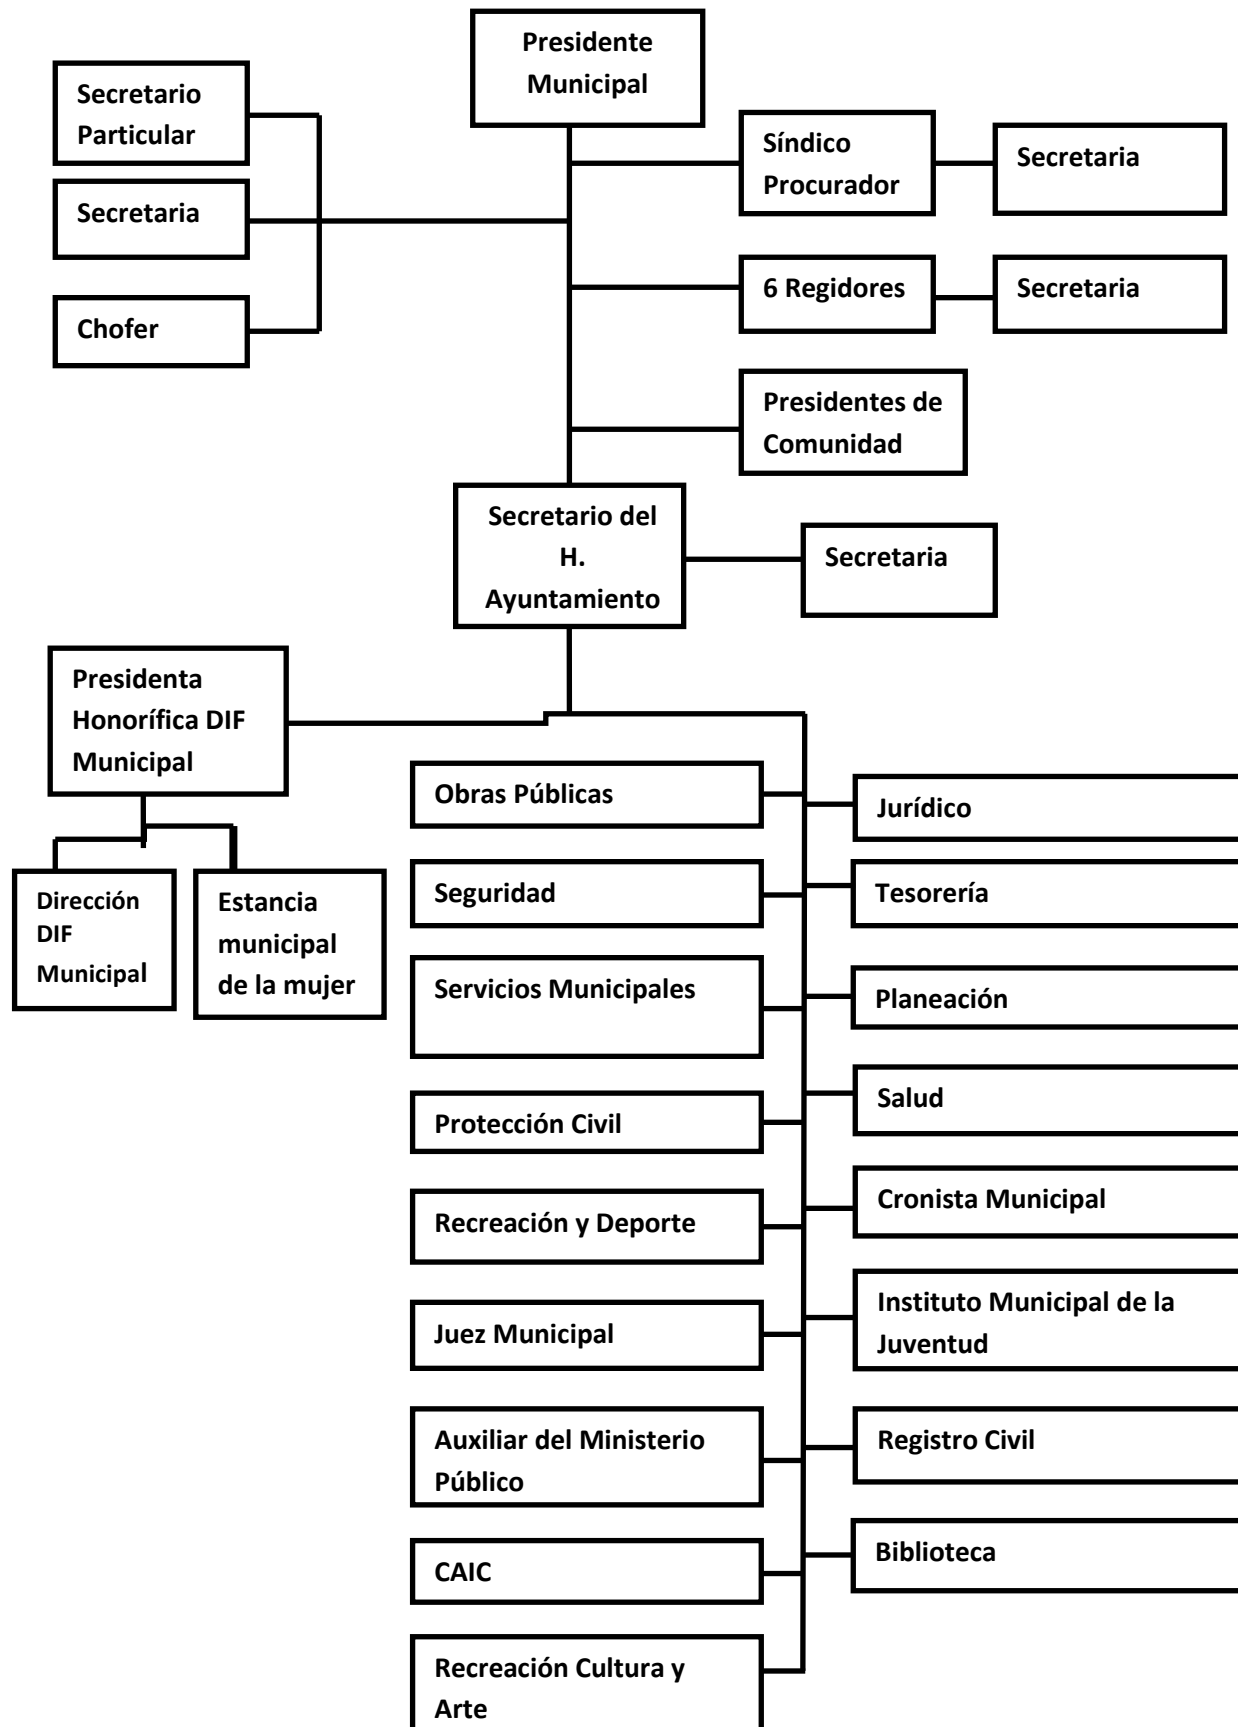 Presidente
Municipal
Secretario
Particular
Síndico
Procurador
Secretaria
Secretaria
6 Regidores
Secretaria
Chofer
Presidentes de
Comunidad
Secretario del
H.
Ayuntamiento
Secretaria
Presidenta
Honorífica DIF
Municipal
Dirección
DIF
Municipal
Estancia
municipal
de la mujer
Obras Públicas
Jurídico
Seguridad
Tesorería
Servicios Municipales
Planeación
Salud
Protección Civil
Cronista Municipal
Recreación y Deporte
Instituto Municipal de la
Juventud
Juez Municipal
Auxiliar del Ministerio
Público
Registro Civil
CAIC
Biblioteca
Recreación Cultura y
Arte